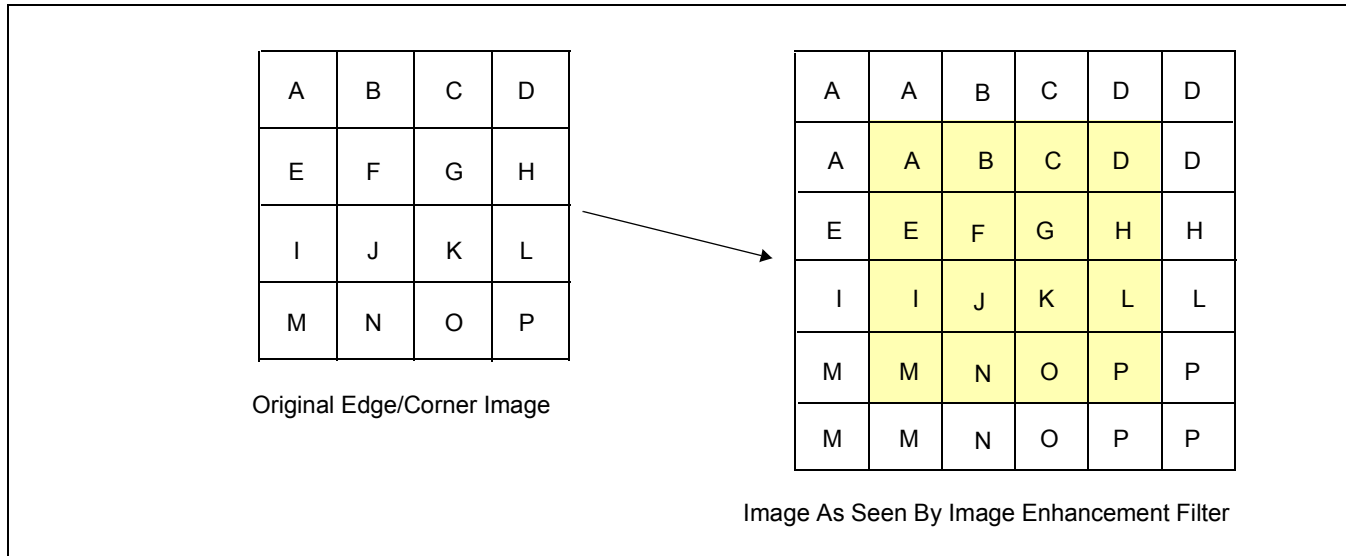 A B C D
E F G H
I J K L
M N O P
Original Edge/Corner Image
A A B C D D
A A B C D D
E E F G H H
I I J K L L
M M N O P P
M M N O P P
Image As Seen By Image Enhancement Filter